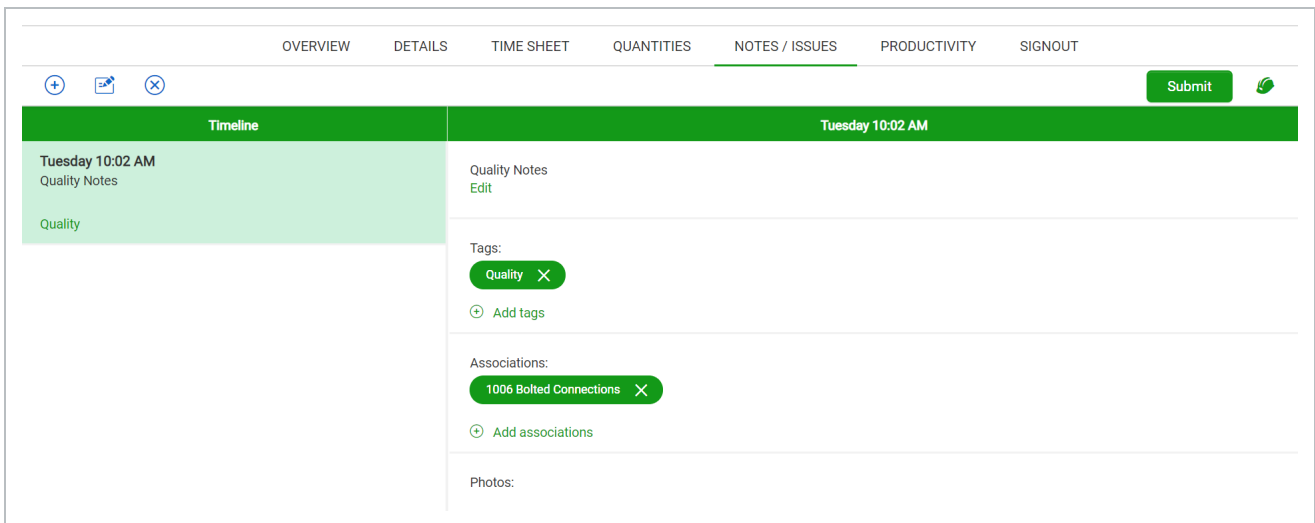 OVERVIEW DETAILS TIME SHEET QUANTITIES NOTES / ISSUES PRODUCTIVITY SIGNOUT
Submit
Timeline
Tuesday 10:02 AM
Tuesday 10:02 AM
Quality Notes
Quality
Quality Notes
Edit
Tags:
Quality
Add tags
Associations:
1006 Bolted Connections
Add associations
Photos: